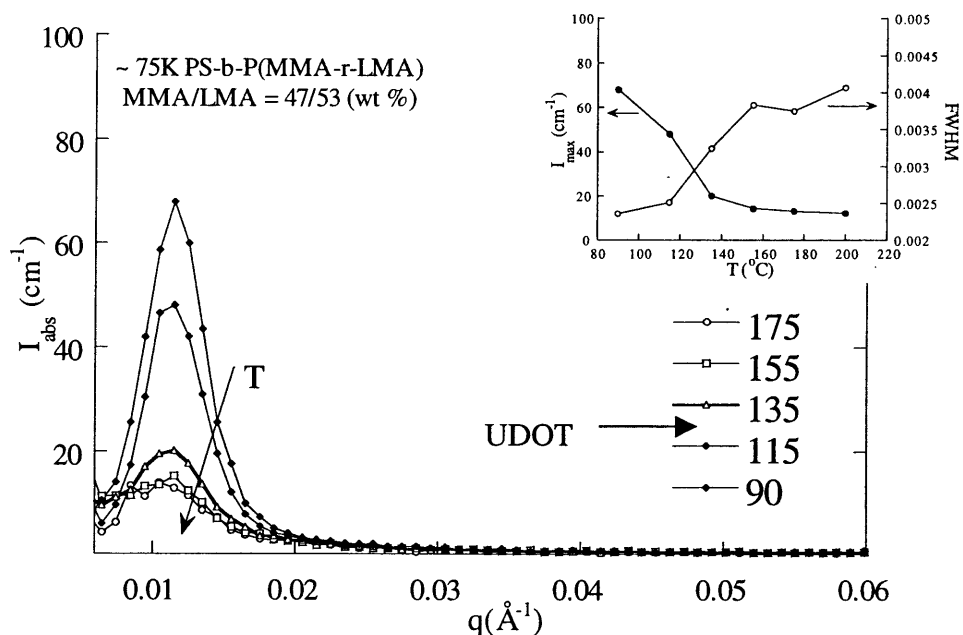 100
80
60
40
20
I_abs (cm⁻¹)
~ 75K PS-b-P(MMA-r-LMA)
MMA/LMA = 47/53 (wt %)
T
0.01 0.02 0.03 0.04 0.05 0.06
q(Å⁻¹)
UDOT
175
155
135
115
90
100
80
60
40
20
0
I_max (cm⁻¹)
0.005
0.0045
0.004
0.0035
0.003
0.0025
0.002
FWHM
80 100 120 140 160 180 200 220
T(°C)